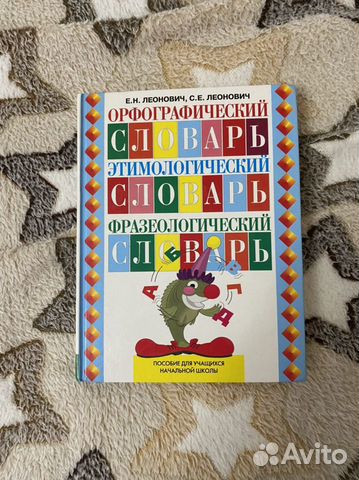 Е.Н. ЛЕОНОВИЧ, С.Е. ЛЕОНОВИЧ
ОРФОГРАФИЧЕСКИЙ
СЛОВАРЬ
ЭТИМОЛОГИЧЕСКИЙ
СЛОВАРЬ
ФРАЗЕОЛОГИЧЕСКИЙ
СЛОВАРЬ
А Б В Г Д
ПОСОБИЕ ДЛЯ УЧАЩИХСЯ
НАЧАЛЬНОЙ ШКОЛЫ
Avito